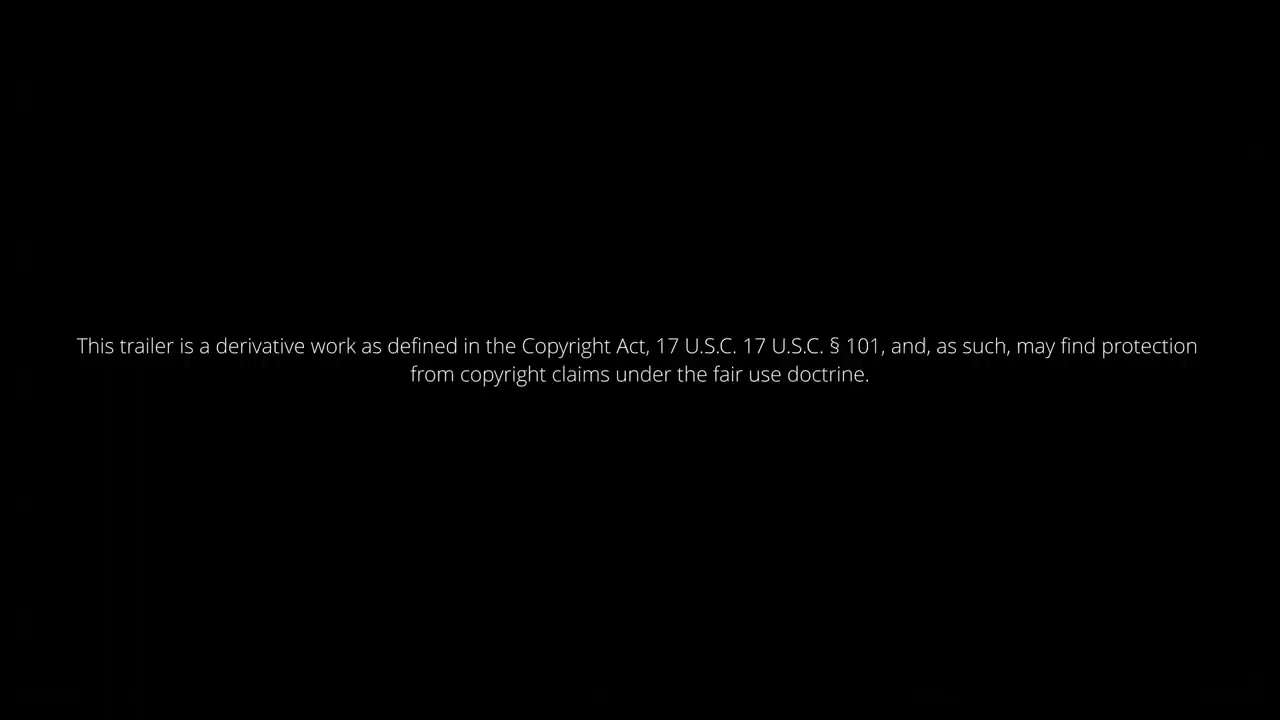 This trailer is a derivative work as defined in the Copyright Act, 17 U.S.C. 17 U.S.C. § 101, and, as such, may find protection
from copyright claims under the fair use doctrine.